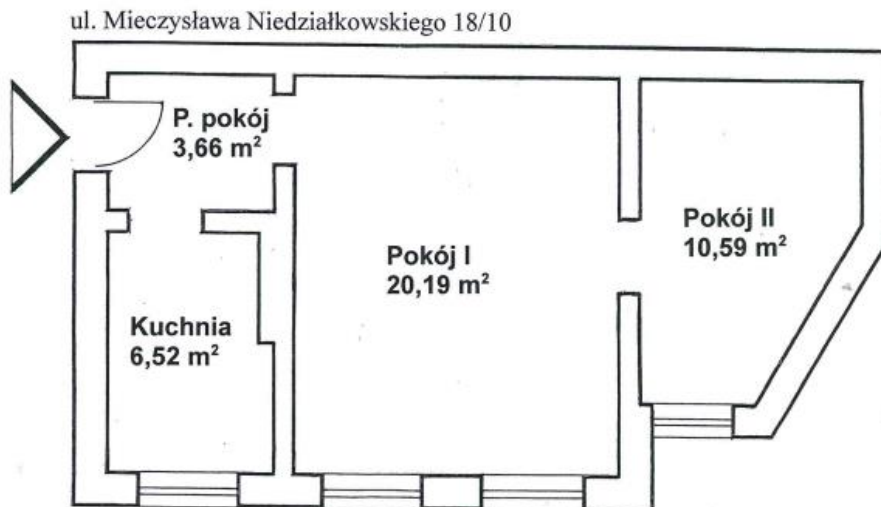 ul. Mieczysława Niedziałkowskiego 18/10
P. pokój
3,66 m²
Pokój I
20,19 m²
Pokój II
10,59 m²
Kuchnia
6,52 m²